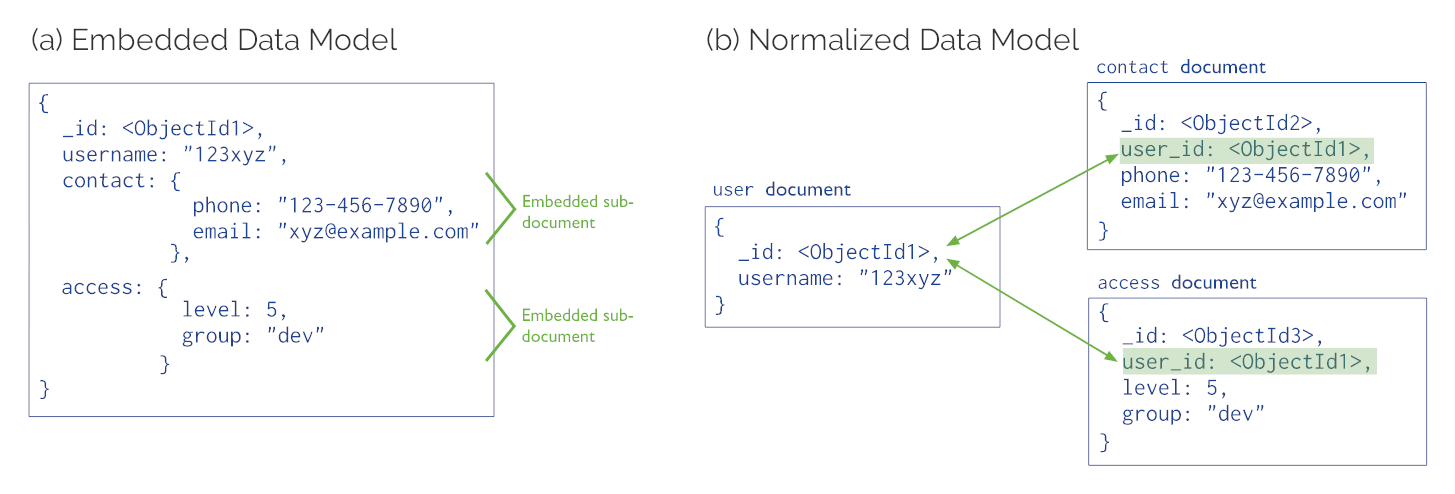 (a) Embedded Data Model
{
_id: <ObjectId1>,
username: "123xyz",
contact: {
phone: "123-456-7890",
email: "xyz@example.com"
},
access: {
level: 5,
group: "dev"
}
}
Embedded sub-
document
Embedded sub-
document
(b) Normalized Data Model
user document
{
_id: <ObjectId1>,
username: "123xyz"
}
contact document
{
_id: <ObjectId2>,
user_id: <ObjectId1>,
phone: "123-456-7890",
email: "xyz@example.com"
}
access document
{
_id: <ObjectId3>,
user_id: <ObjectId1>,
level: 5,
group: "dev"
}